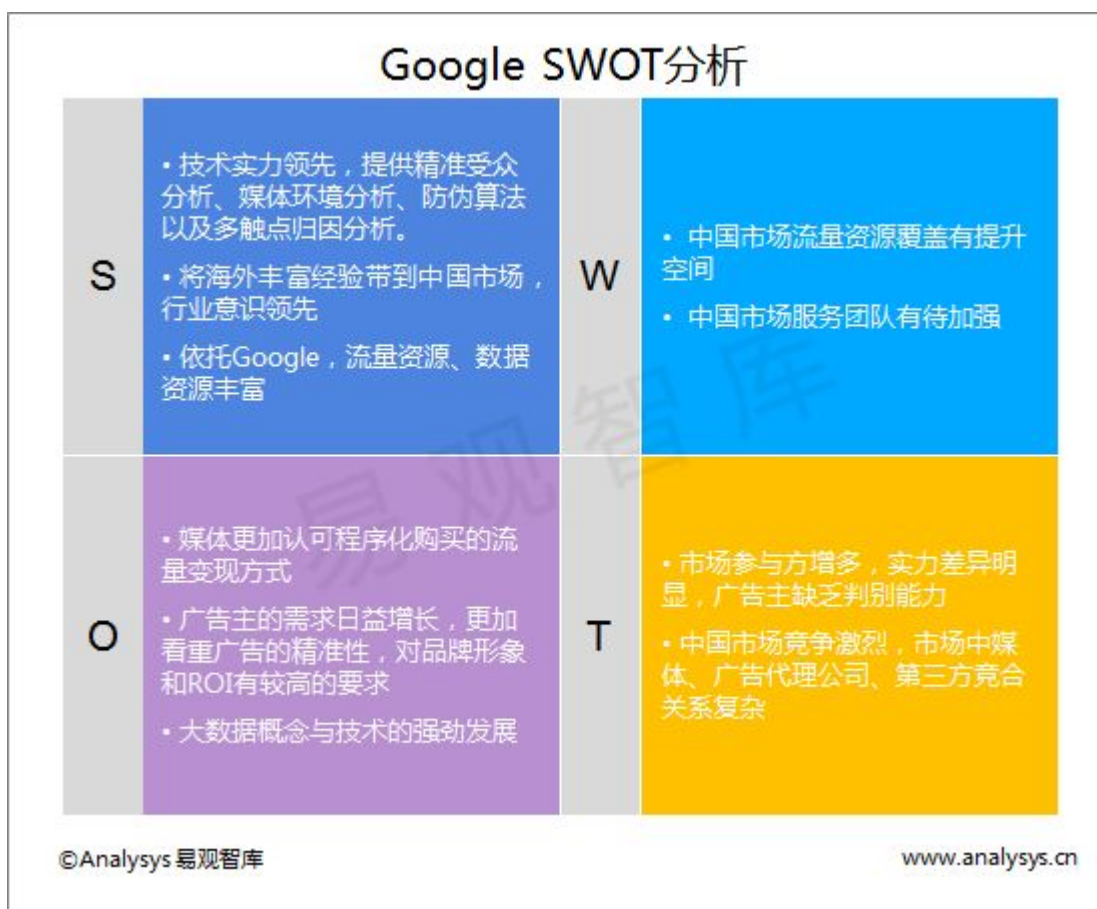 Google SWOT分析
S
• 技术实力领先，提供精准受众
分析、媒体环境分析、防伪算法
以及多触点归因分析。
• 将海外丰富经验带到中国市场，
行业意识领先
• 依托Google，流量资源、数据
资源丰富
W
• 中国市场流量资源覆盖有提升
空间
• 中国市场服务团队有待加强
O
• 媒体更加认可程序化购买的流
量变现方式
• 广告主的需求日益增长，更加
看重广告的精准性，对品牌形象
和ROI有较高的要求
• 大数据概念与技术的强劲发展
T
• 市场参与方增多，实力差异明
显，广告主缺乏判别能力
• 中国市场竞争激烈，市场中媒
体、广告代理公司、第三方竞合
关系复杂
易观智库
©Analysys 易观智库
www.analysys.cn